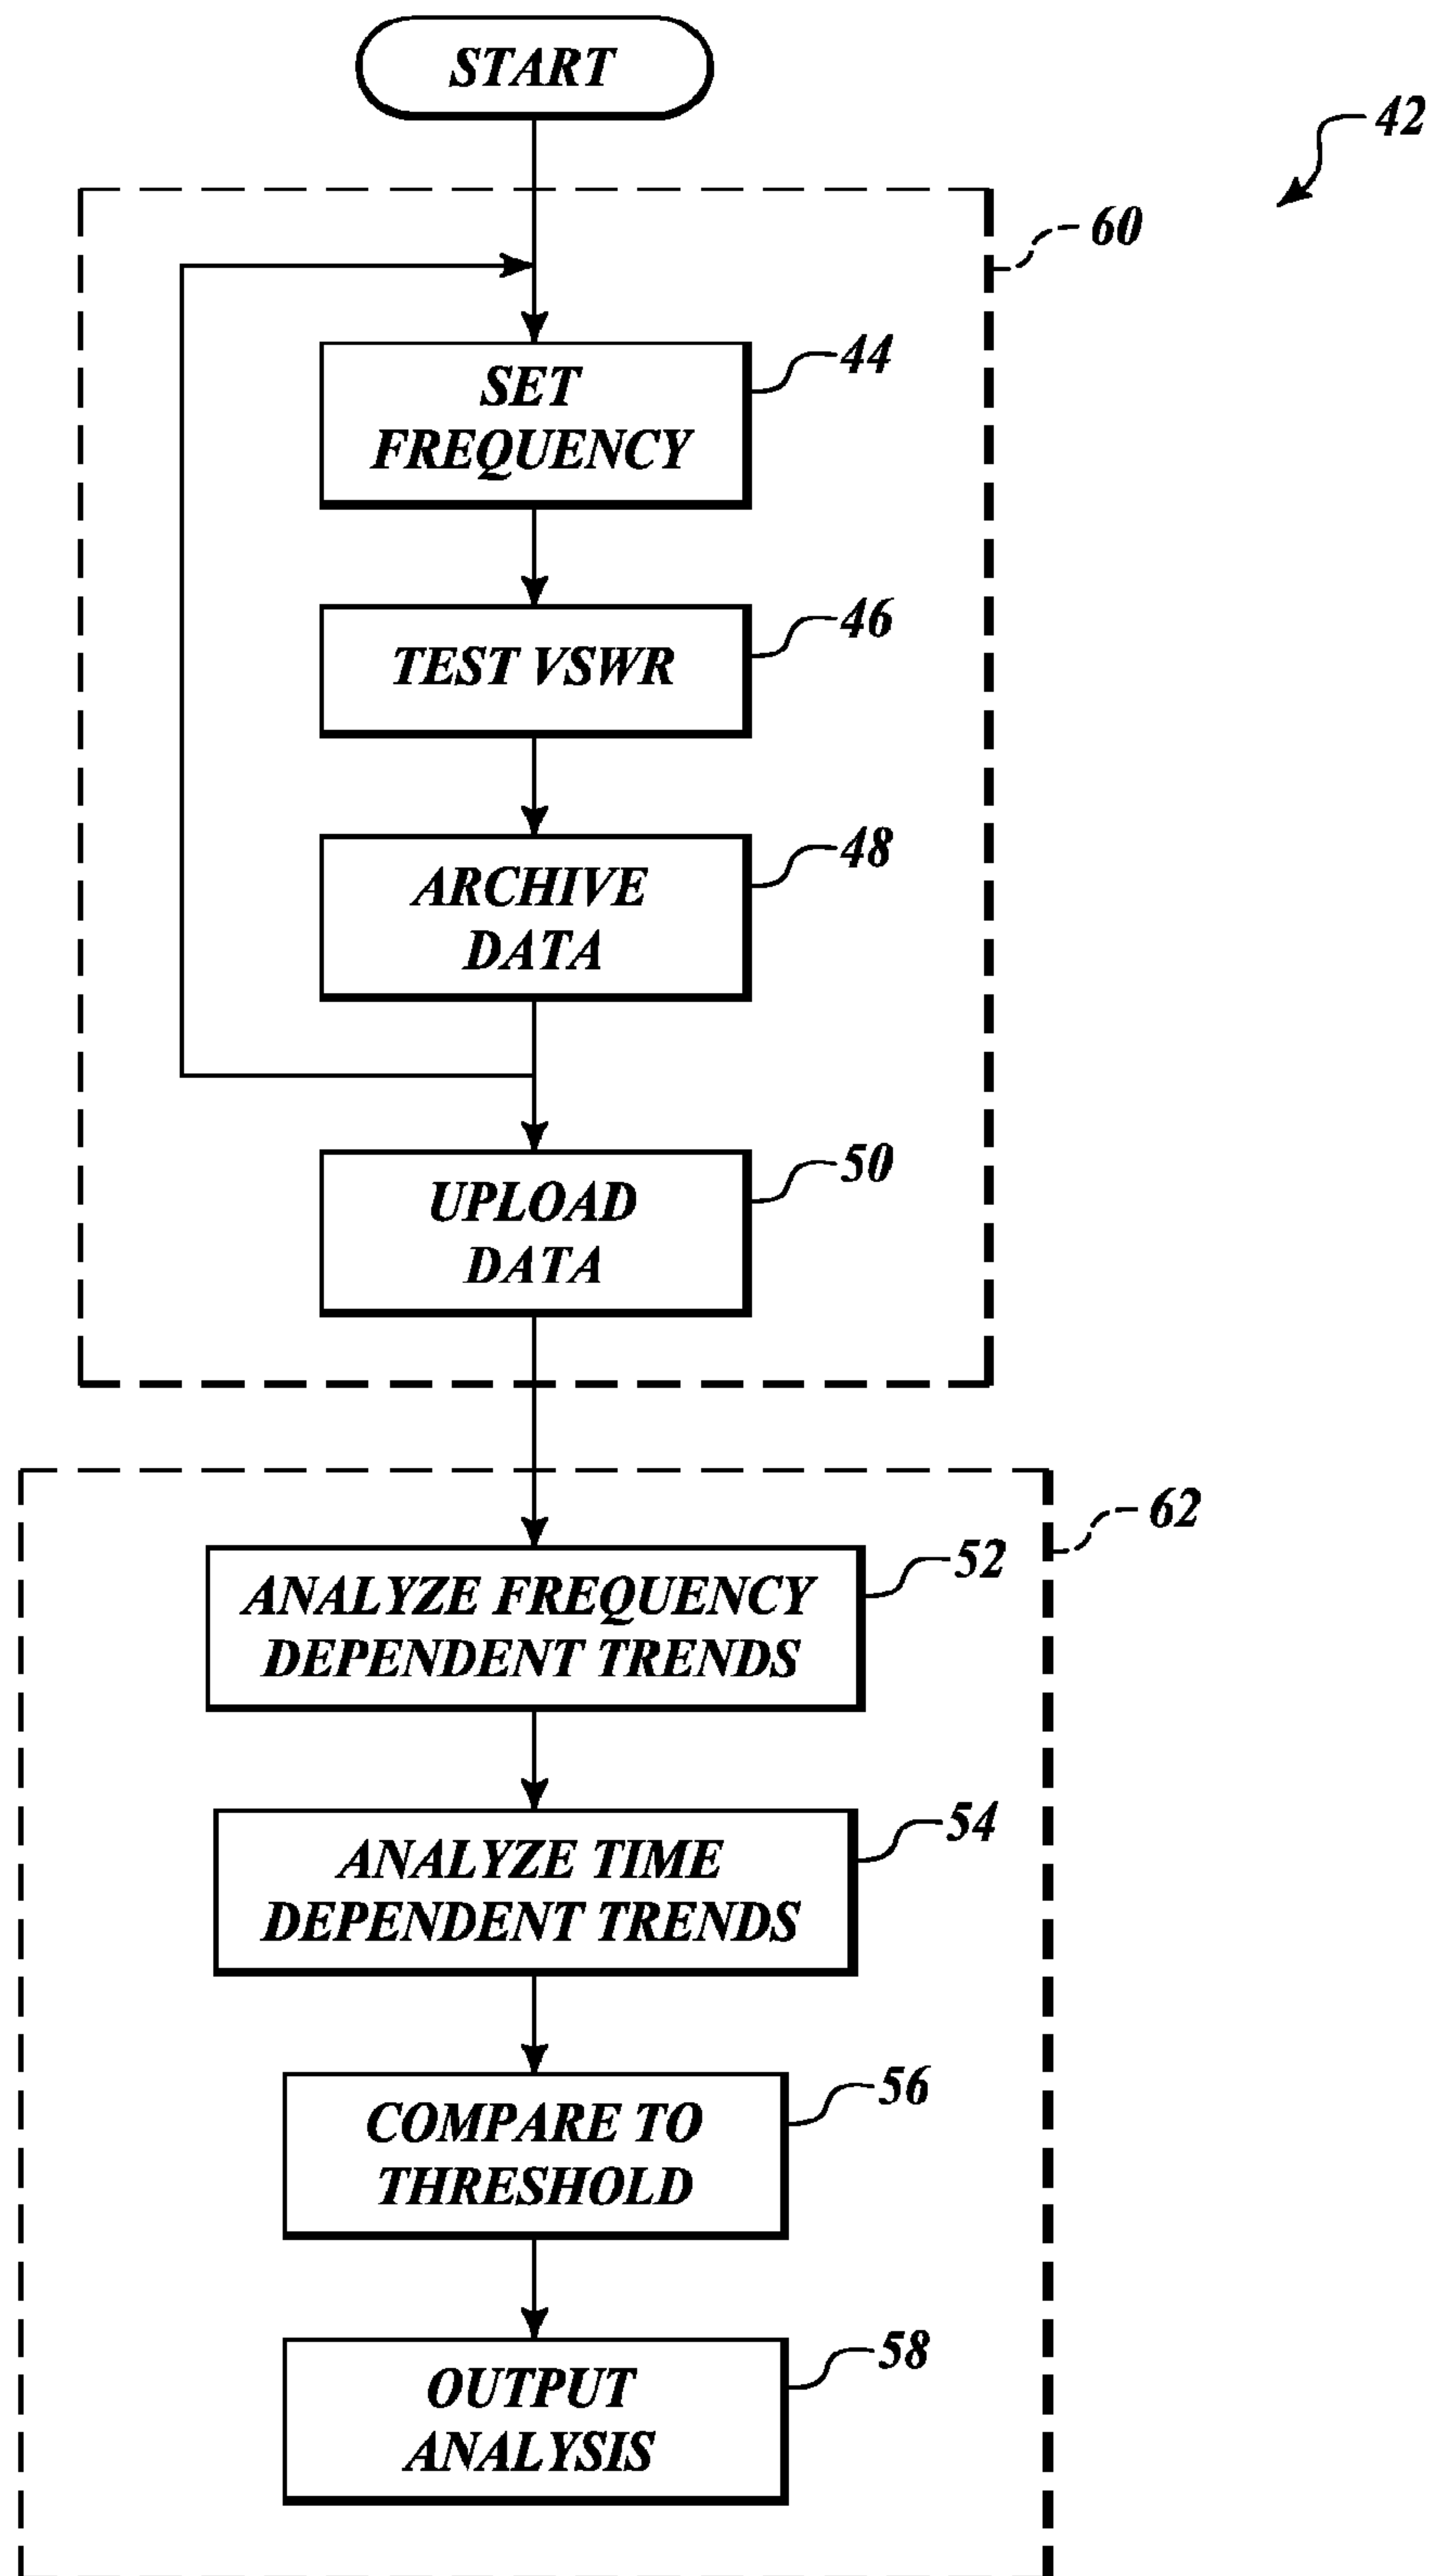 START
42
60
SET
FREQUENCY
44
TEST VSWR
46
ARCHIVE
DATA
48
UPLOAD
DATA
50
62
ANALYZE FREQUENCY
DEPENDENT TRENDS
52
ANALYZE TIME
DEPENDENT TRENDS
54
COMPARE TO
THRESHOLD
56
OUTPUT
ANALYSIS
58